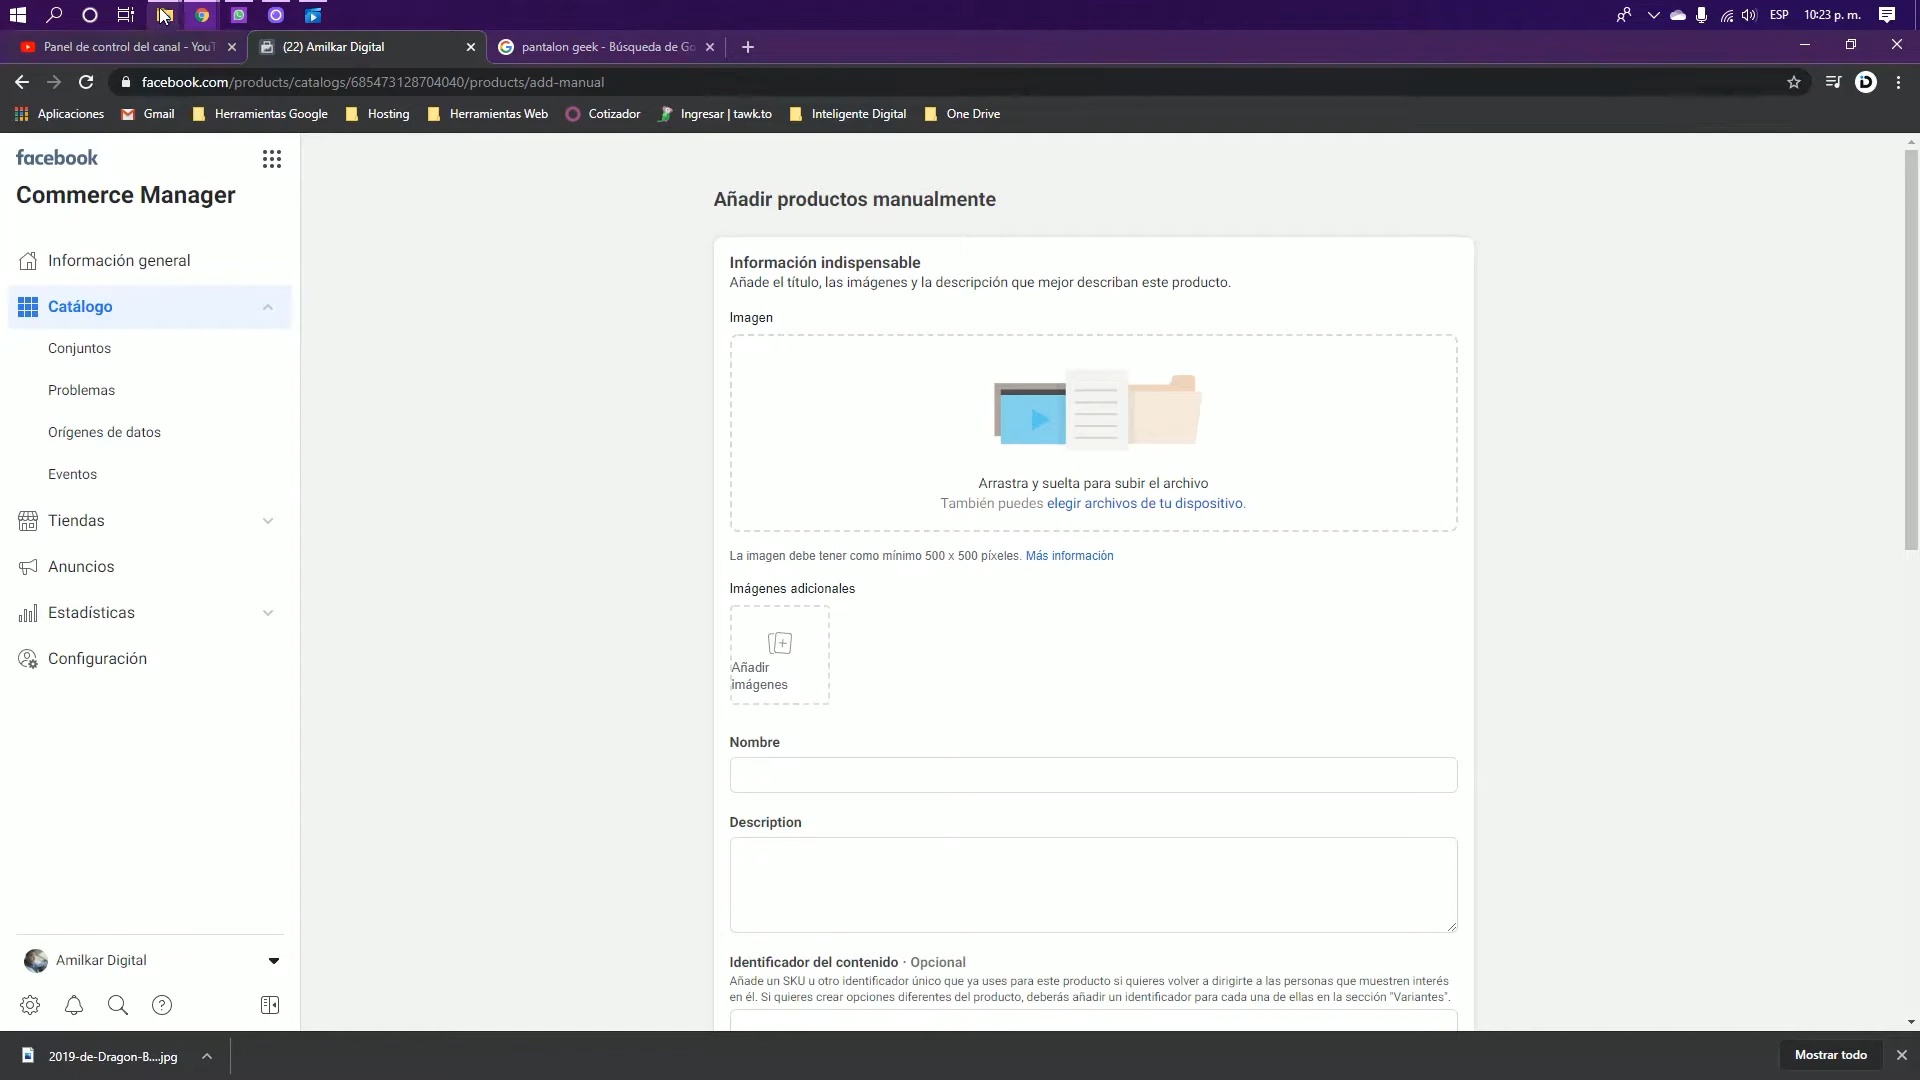 ESP
10:23 p. m.
Panel de control del canal - YouT
(22) Amilkar Digital
pantalon geek - Búsqueda de Go
facebook.com/products/catalogs/685473128704040/products/add-manual
Aplicaciones
Gmail
Herramientas Google
Hosting
Herramientas Web
Cotizador
Ingresar | tawk.to
Inteligente Digital
One Drive
facebook
Commerce Manager
Información general
Catálogo
Conjuntos
Problemas
Orígenes de datos
Eventos
Tiendas
Anuncios
Estadísticas
Configuración
Amilkar Digital
Añadir productos manualmente
Información indispensable
Añade el título, las imágenes y la descripción que mejor describan este producto.
Imagen
Arrastra y suelta para subir el archivo
También puedes elegir archivos de tu dispositivo.
La imagen debe tener como mínimo 500 x 500 píxeles. Más información
Imágenes adicionales
Añadir
imágenes
Nombre
Description
Identificador del contenido · Opcional
Añade un SKU u otro identificador único que ya uses para este producto si quieres volver a dirigirte a las personas que muestren interés
en él. Si quieres crear opciones diferentes del producto, deberás añadir un identificador para cada una de ellas en la sección "Variantes".
2019-de-Dragon-B....jpg
Mostrar todo